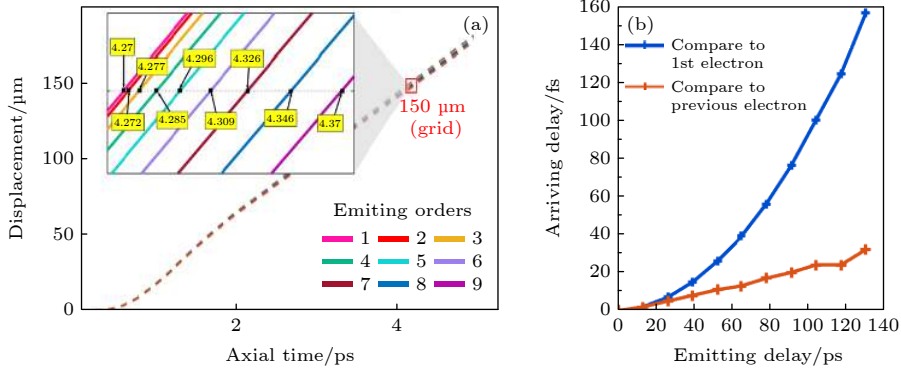 (a)
4.27
4.277
4.296
4.326
4.272
4.285
4.309
4.346
4.37
150 μm
(grid)
Emiting orders
1 2 3
4 5 6
7 8 9
150
100
50
0
2 4
Displacement/μm
Axial time/ps
(b)
Compare to
1st electron
Compare to
previous electron
160
140
120
100
80
60
40
20
0
0 20 40 60 80 100 120 140
Arriving delay/fs
Emitting delay/ps